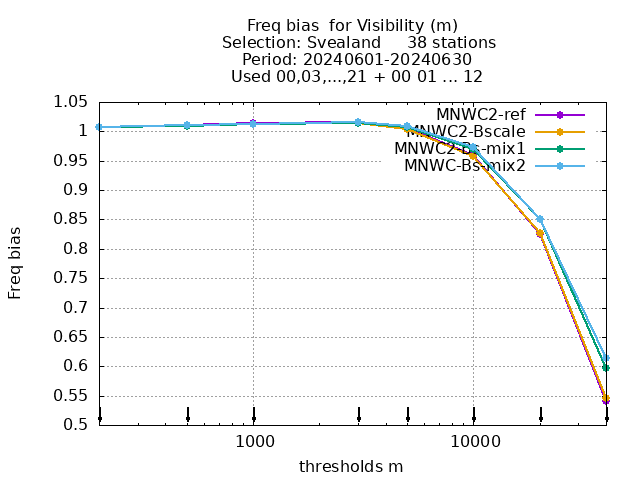 Freq bias  for Visibility (m)
Selection: Svealand     38 stations
Period: 20240601-20240630
Used 00,03,...,21 + 00 01 ... 12
MNWC2-ref
MNWC2-Bscale
MNWC2-Bs-mix1
MNWC-Bs-mix2
Freq bias
1.05
1
0.95
0.9
0.85
0.8
0.75
0.7
0.65
0.6
0.55
0.5
1000 10000
thresholds m